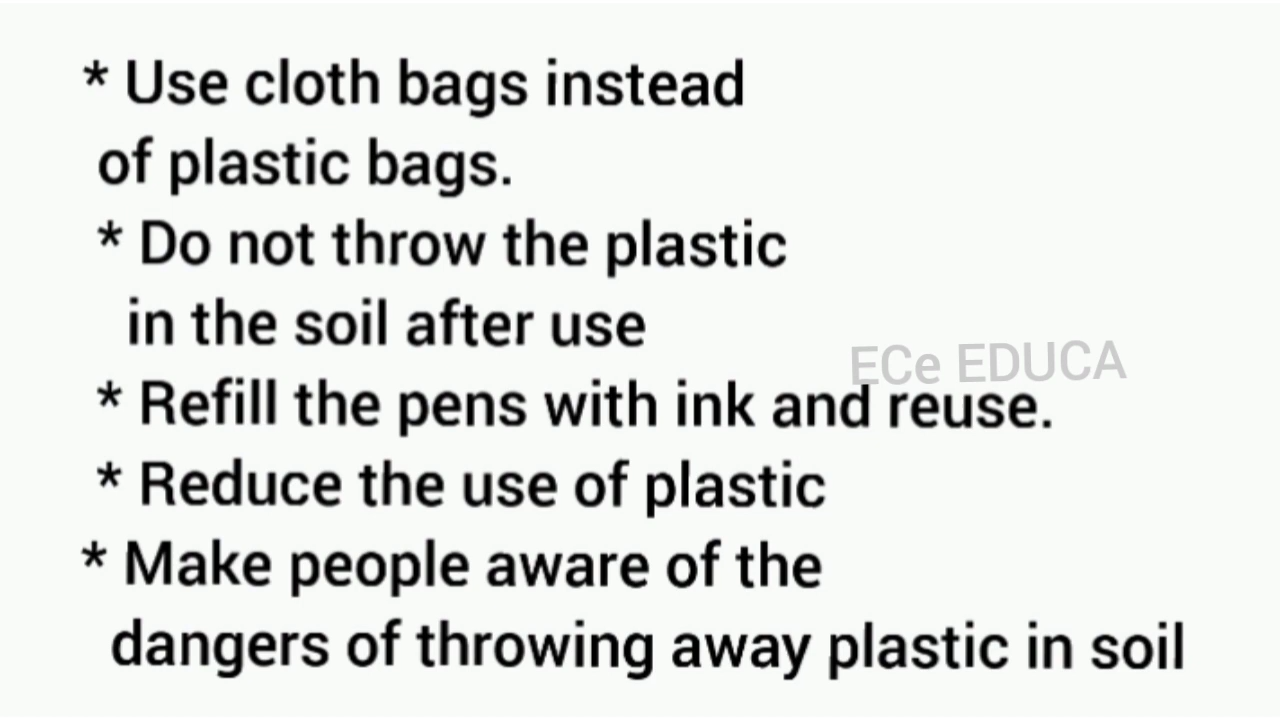 * Use cloth bags instead
of plastic bags.
* Do not throw the plastic
in the soil after use
ECe EDUCA
* Refill the pens with ink and reuse.
* Reduce the use of plastic
* Make people aware of the
dangers of throwing away plastic in soil